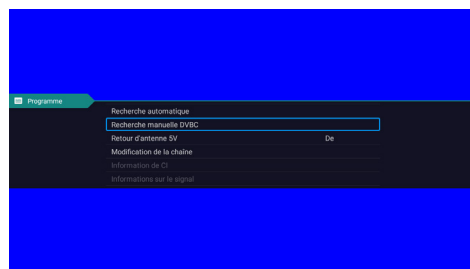 Programme
Recherche automatique
Recherche manuelle DVBC
Retour d'antenne 5V De
Modification de la chaîne
Information de CI
Informations sur le signal